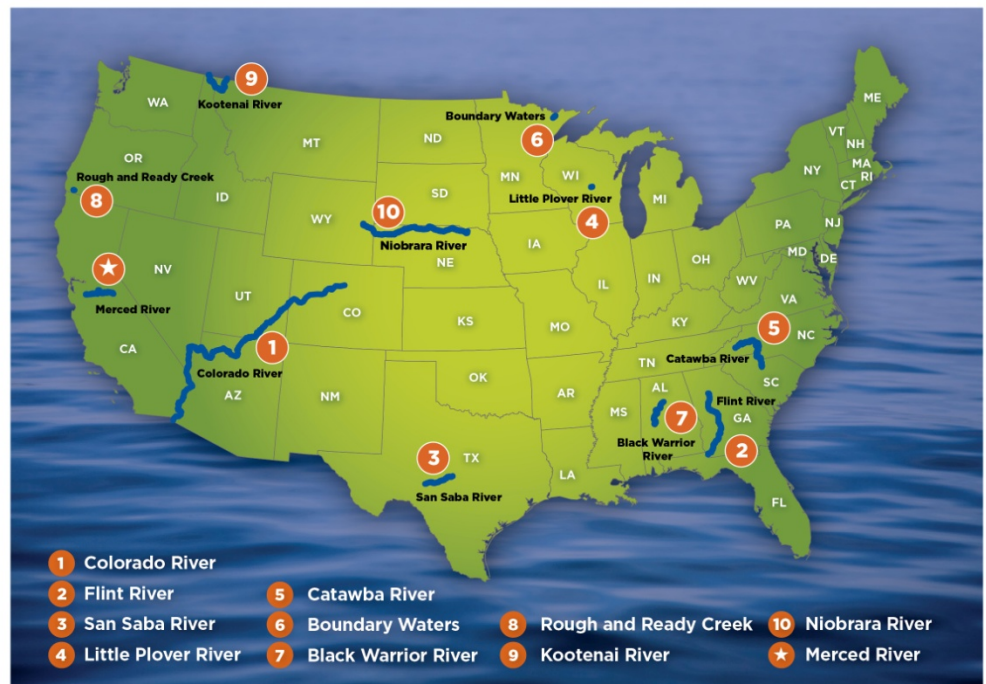 9
Kootenai River
WA
MT
ND
Boundary Waters
6
MN
ME
VT
NH
MA
RI
CT
NY
OR
Rough and Ready Creek
8
ID
WY
SD
10
Niobrara River
NE
WI
Little Plover River
4
MI
IA
IL
IN
OH
PA
NJ
MD
DE
WV
VA
Merced River
NV
CA
UT
CO
1
Colorado River
AZ
NM
KS
MO
KY
5
NC
Catawba River
TN
SC
OK
AR
MS
AL
7
Black Warrior
River
Flint River
GA
2
3
TX
San Saba River
LA
FL
1 Colorado River
2 Flint River
3 San Saba River
4 Little Plover River
5 Catawba River
6 Boundary Waters
7 Black Warrior River
8 Rough and Ready Creek
9 Kootenai River
10 Niobrara River
Merced River